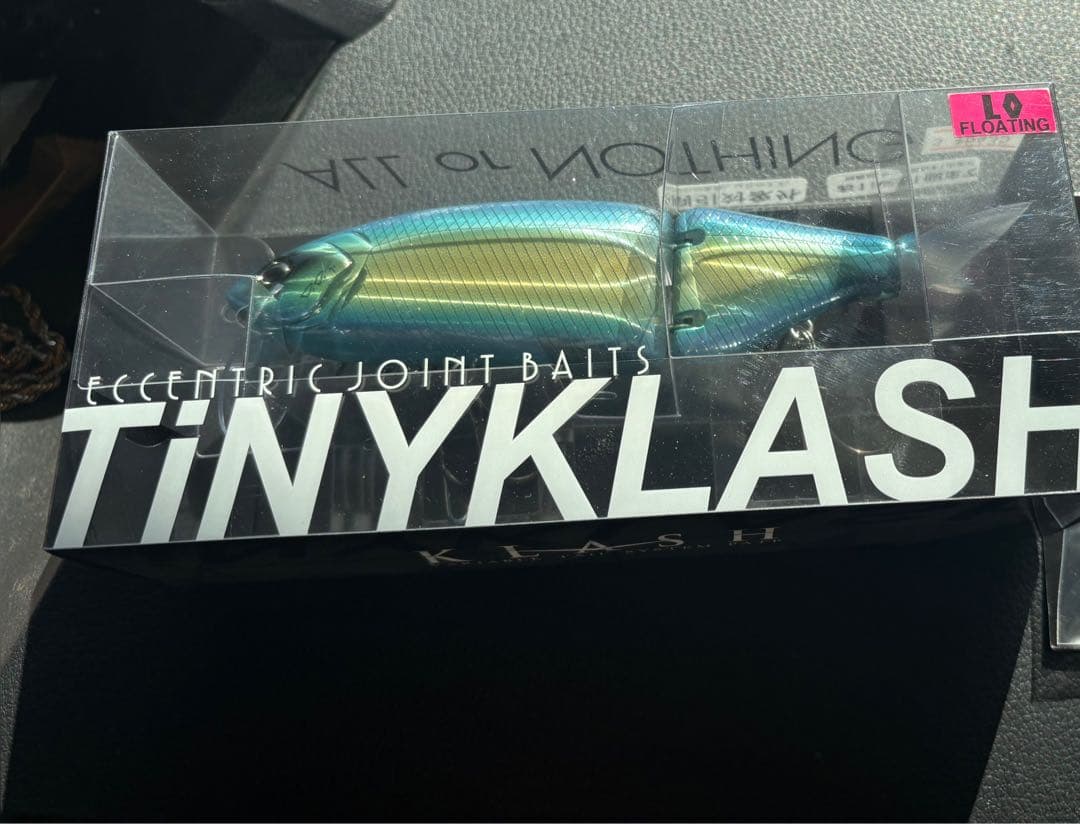 LO
FLOATING
ALL or NOTHING
ECCENTRIC JOINT BAITS
TiNYKLASH
KLASH